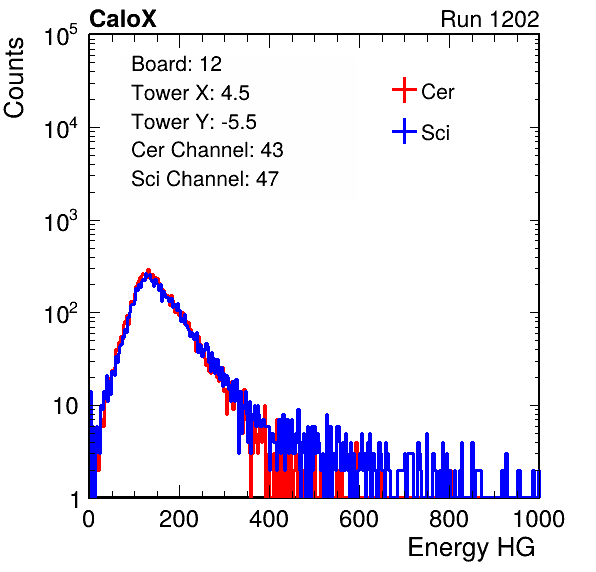 CaloX Run 1202
Counts
10^5
10^4
10^3
10^2
10
1
Board: 12
Tower X: 4.5
Tower Y: -5.5
Cer Channel: 43
Sci Channel: 47
Cer
Sci
0 200 400 600 800 1000
Energy HG